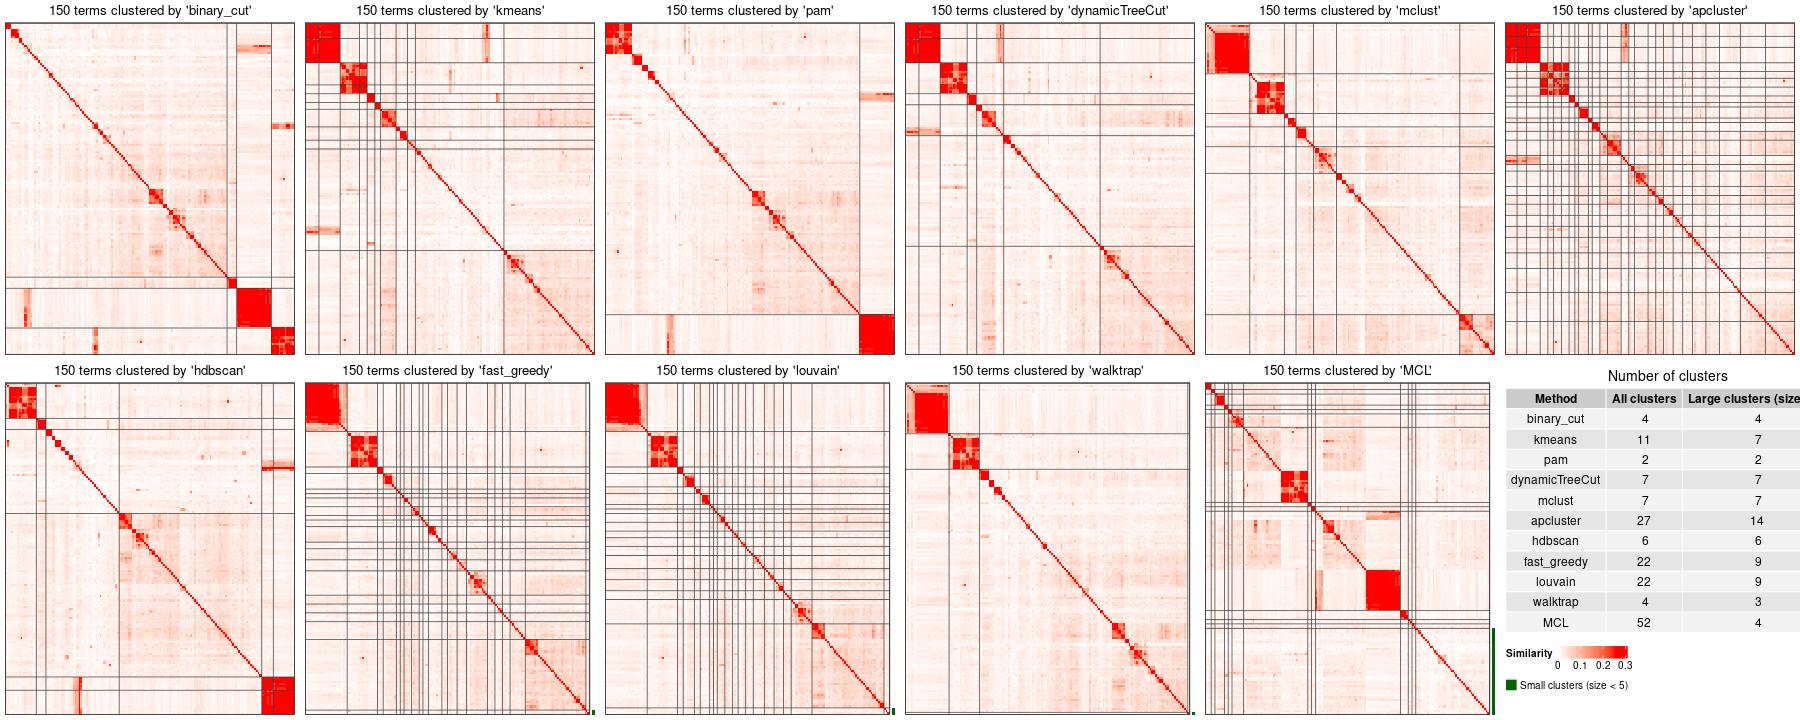 150 terms clustered by 'binary_cut'
150 terms clustered by 'kmeans'
150 terms clustered by 'pam'
150 terms clustered by 'dynamicTreeCut'
150 terms clustered by 'mclust'
150 terms clustered by 'apcluster'
150 terms clustered by 'hdbscan'
150 terms clustered by 'fast_greedy'
150 terms clustered by 'louvain'
150 terms clustered by 'walktrap'
150 terms clustered by 'MCL'
Number of clusters
Method All clusters Large clusters (size
binary_cut 4 4
kmeans 11 7
pam 2 2
dynamicTreeCut 7 7
mclust 7 7
apcluster 27 14
hdbscan 6 6
fast_greedy 22 9
louvain 22 9
walktrap 4 3
MCL 52 4
Similarity
0 0.1 0.2 0.3
Small clusters (size < 5)